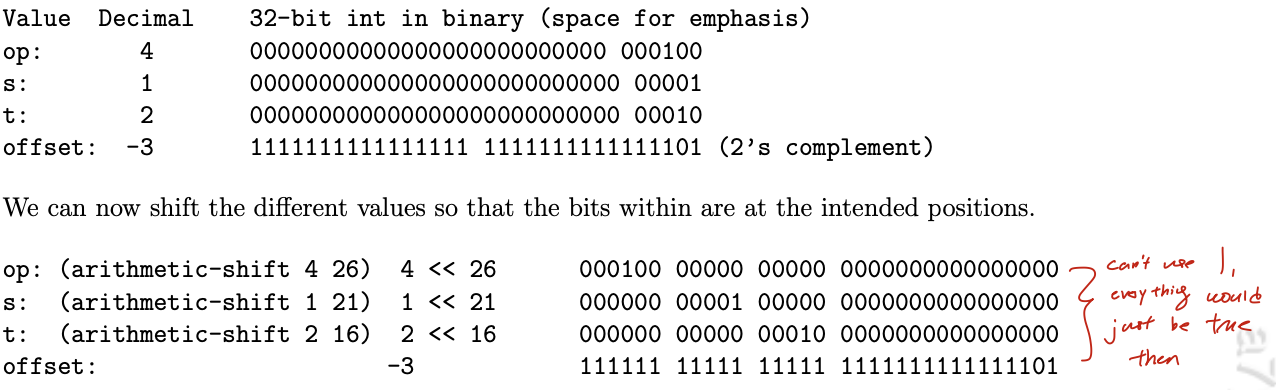 Value Decimal 32-bit int in binary (space for emphasis)
op: 4 00000000000000000000000000 000100
s: 1 000000000000000000000000000 00001
t: 2 000000000000000000000000000 00010
offset: -3 1111111111111111 1111111111111101 (2's complement)
We can now shift the different values so that the bits within are at the intended positions.
op: (arithmetic-shift 4 26) 4 << 26 000100 00000 00000 0000000000000000
s: (arithmetic-shift 1 21) 1 << 21 000000 00001 00000 0000000000000000
t: (arithmetic-shift 2 16) 2 << 16 000000 00000 00010 0000000000000000
offset: -3 111111 11111 11111 1111111111111101
can't use |,
everything would
just be true
then